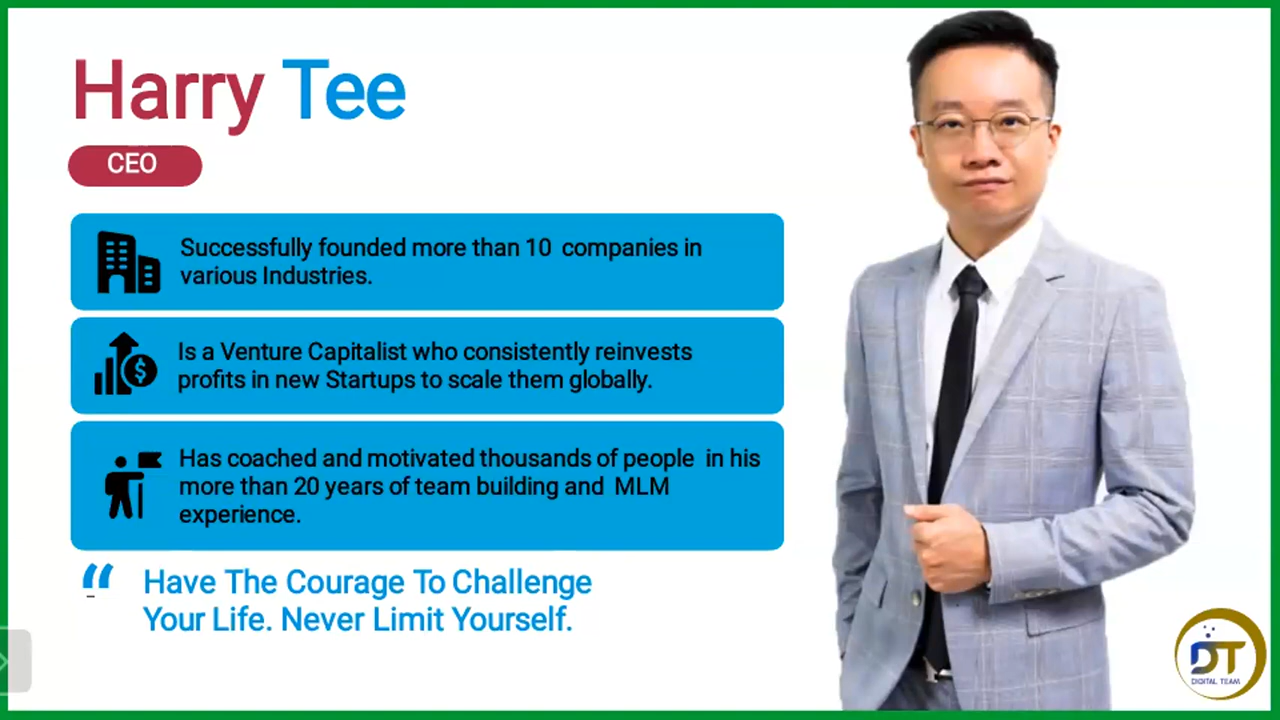 Harry Tee
CEO
Successfully founded more than 10 companies in
various Industries.
Is a Venture Capitalist who consistently reinvests
profits in new Startups to scale them globally.
Has coached and motivated thousands of people in his
more than 20 years of team building and MLM
experience.
“ Have The Courage To Challenge
Your Life. Never Limit Yourself.
DT
DIGITAL TEAM